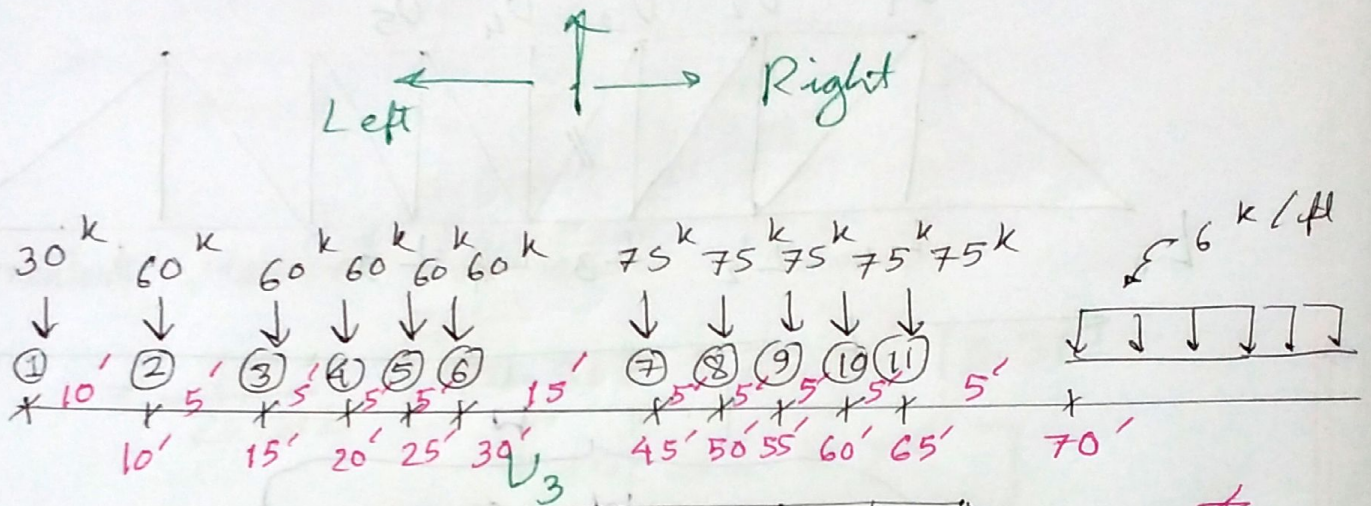 Left Right
30k 60k 60k 60k 60k 60k 75k 75k 75k 75k 75k 6 k/ft
1 2 3 4 5 6 7 8 9 10 11
10' 5' 5' 5' 5' 15' 5' 5' 5' 5' 5'
10' 15' 20' 25' 30' 45' 50' 55' 60' 65' 70'